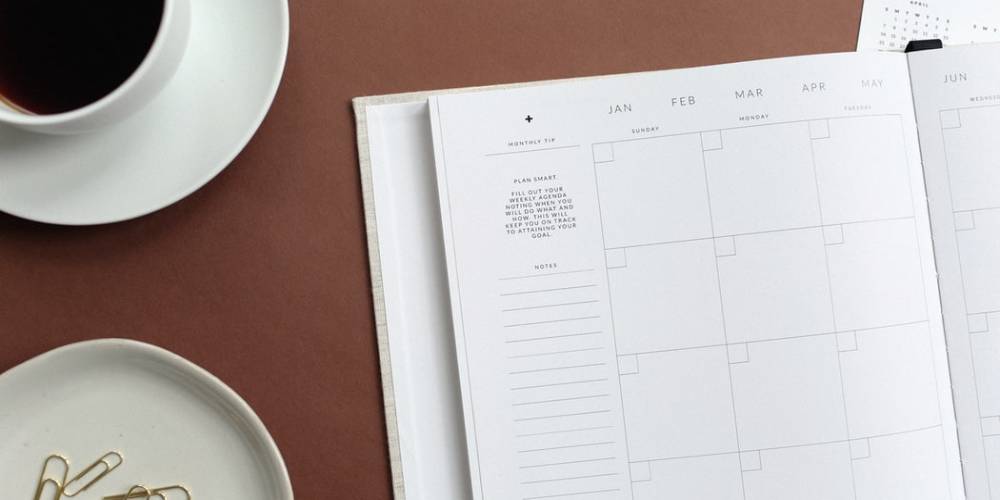 APRIL
S M T W T F S
JAN FEB MAR APR MAY
JUN
SUNDAY MONDAY TUESDAY
+
MONTHLY TIP
PLAN SMART.
FILL OUT YOUR
WEEKLY AGENDA
NOTING WHEN YOU
WILL DO WHAT AND
HOW. THIS WILL
KEEP YOU ON TRACK
TO ATTAINING YOUR
GOAL.
NOTES